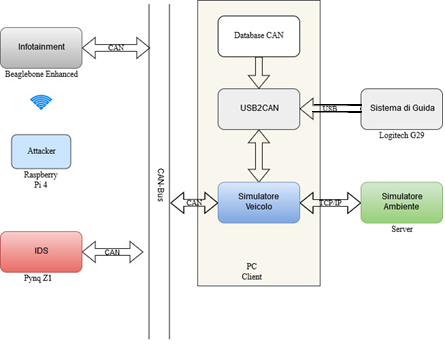 Infotainment
Beaglebone Enhanced
CAN
Attacker
Raspberry
Pi 4
IDS
Pynq Z1
CAN
CAN-Bus
Database CAN
USB2CAN
USB
Sistema di Guida
Logitech G29
CAN
Simulatore
Veicolo
TCP/IP
Simulatore
Ambiente
Server
PC
Client